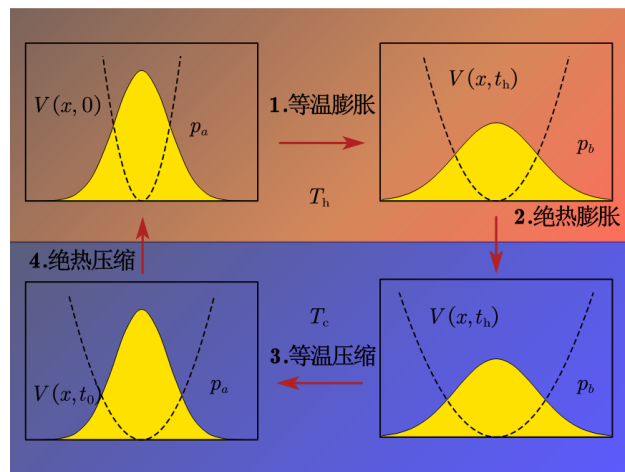 V(x, 0)
p_a
1.等温膨胀
T_h
V(x, t_h)
p_b
2.绝热膨胀
4.绝热压缩
V(x, t_0)
p_a
T_c
3.等温压缩
V(x, t_h)
p_b